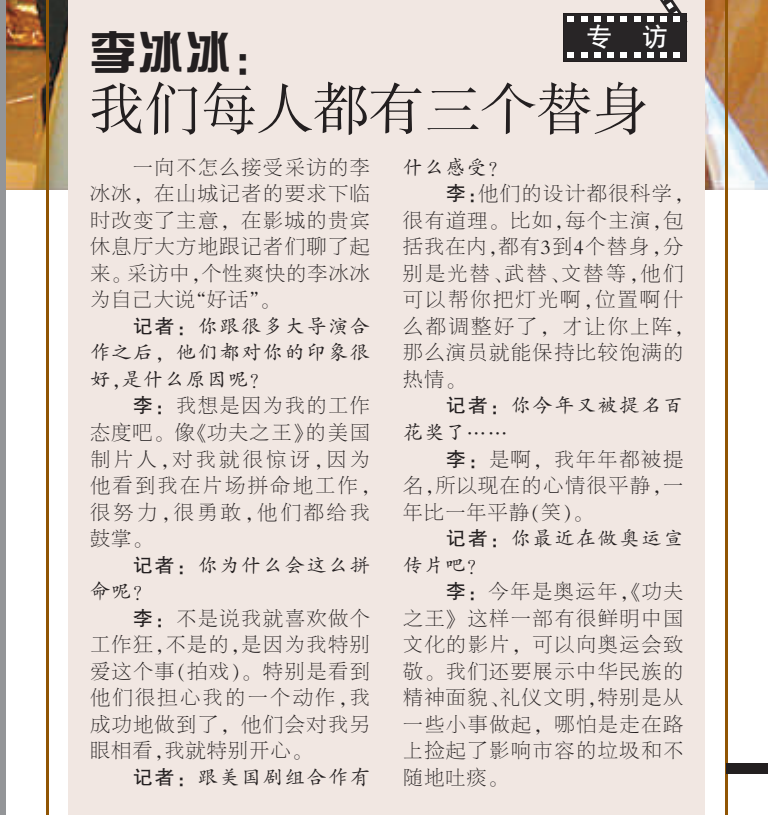 专 访
李冰冰：
我们每人都有三个替身
一向不怎么接受采访的李
冰冰，在山城记者的要求下临
时改变了主意，在影城的贵宾
休息厅大方地跟记者们聊了起
来。采访中,个性爽快的李冰冰
为自己大说“好话”。
记者：你跟很多大导演合
作之后，他们都对你的印象很
好,是什么原因呢?
李：我想是因为我的工作
态度吧。像《功夫之王》的美国
制片人,对我就很惊讶,因为
他看到我在片场拼命地工作,
很努力,很勇敢,他们都给我
鼓掌。
记者：你为什么会这么拼
命呢?
李：不是说我就喜欢做个
工作狂,不是的,是因为我特别
爱这个事(拍戏)。特别是看到
他们很担心我的一个动作,我
成功地做到了，他们会对我另
眼相看,我就特别开心。
记者：跟美国剧组合作有
什么感受?
李:他们的设计都很科学,
很有道理。比如,每个主演,包
括我在内,都有3到4个替身,分
别是光替、武替、文替等,他们
可以帮你把灯光啊,位置啊什
么都调整好了，才让你上阵,
那么演员就能保持比较饱满的
热情。
记者：你今年又被提名百
花奖了……
李：是啊，我年年都被提
名,所以现在的心情很平静,一
年比一年平静(笑)。
记者：你最近在做奥运宣
传片吧?
李：今年是奥运年,《功夫
之王》这样一部有很鲜明中国
文化的影片，可以向奥运会致
敬。我们还要展示中华民族的
精神面貌、礼仪文明,特别是从
一些小事做起，哪怕是走在路
上捡起了影响市容的垃圾和不
随地吐痰。